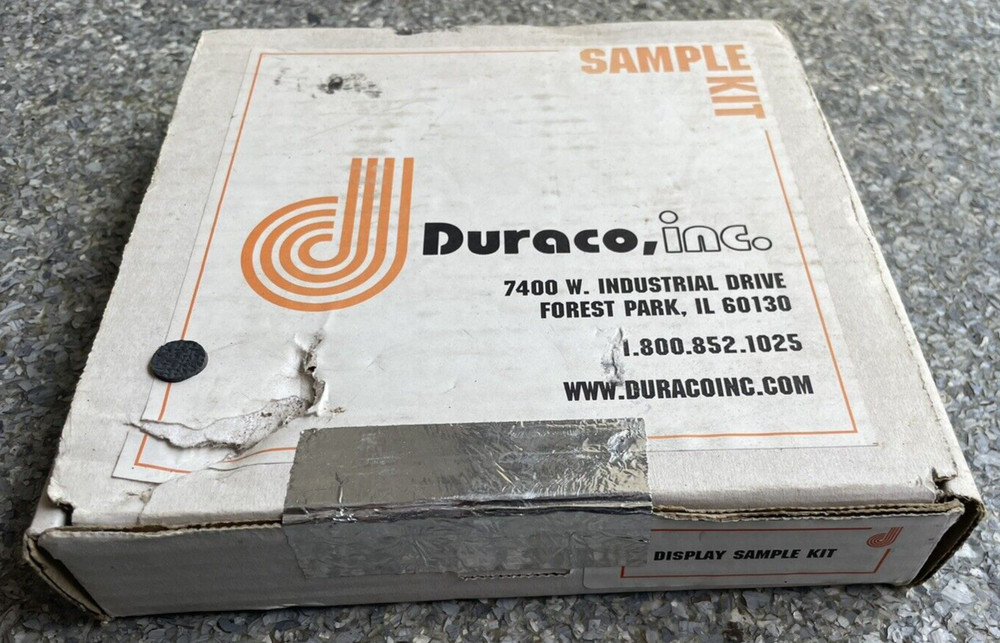 SAMPLE
KIT
Duraco, inc.
7400 W. INDUSTRIAL DRIVE
FOREST PARK, IL 60130
1.800.852.1025
WWW.DURACOINC.COM
DISPLAY SAMPLE KIT